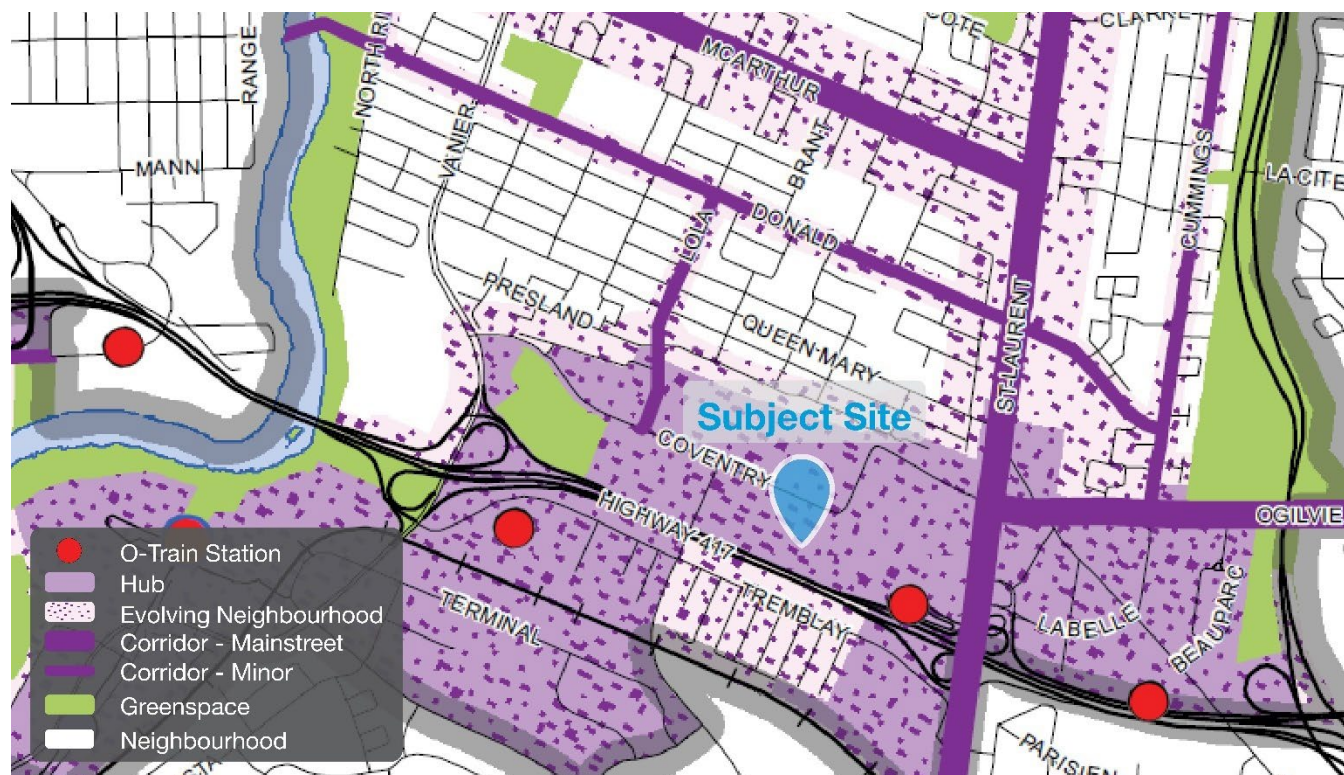 CLARKE
MCARTHUR
RANGE
VANIER
BRANT
MANN
LA CITE
CUMMINGS
LOLA
DONALD
PRESLAND
QUEEN MARY
ST-LAURENT
Subject Site
COVENTRY
HIGHWAY 417
OGILVIE
TREMBLAY
TERMINAL
LABELLE
BEAUPARC
PARISIEN
O-Train Station
Hub
Evolving Neighbourhood
Corridor - Mainstreet
Corridor - Minor
Greenspace
Neighbourhood